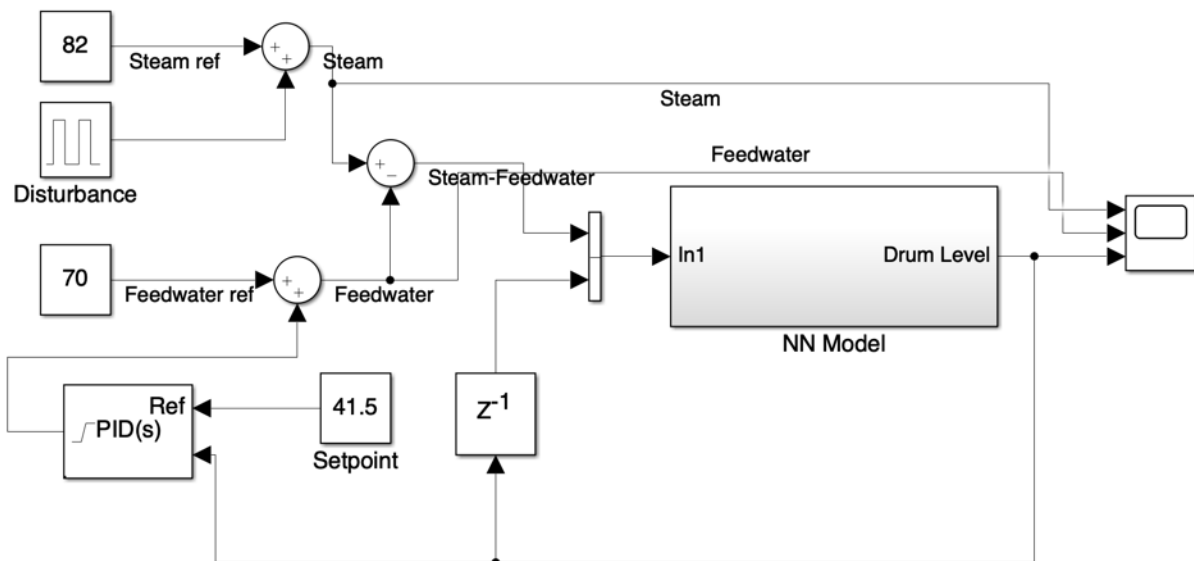 82
Steam ref
+
+
Steam
Steam
Disturbance
+
−
Steam-Feedwater
Feedwater
70
Feedwater ref
+
+
Feedwater
In1
Drum Level
NN Model
Ref
PID(s)
41.5
Setpoint
Z-1